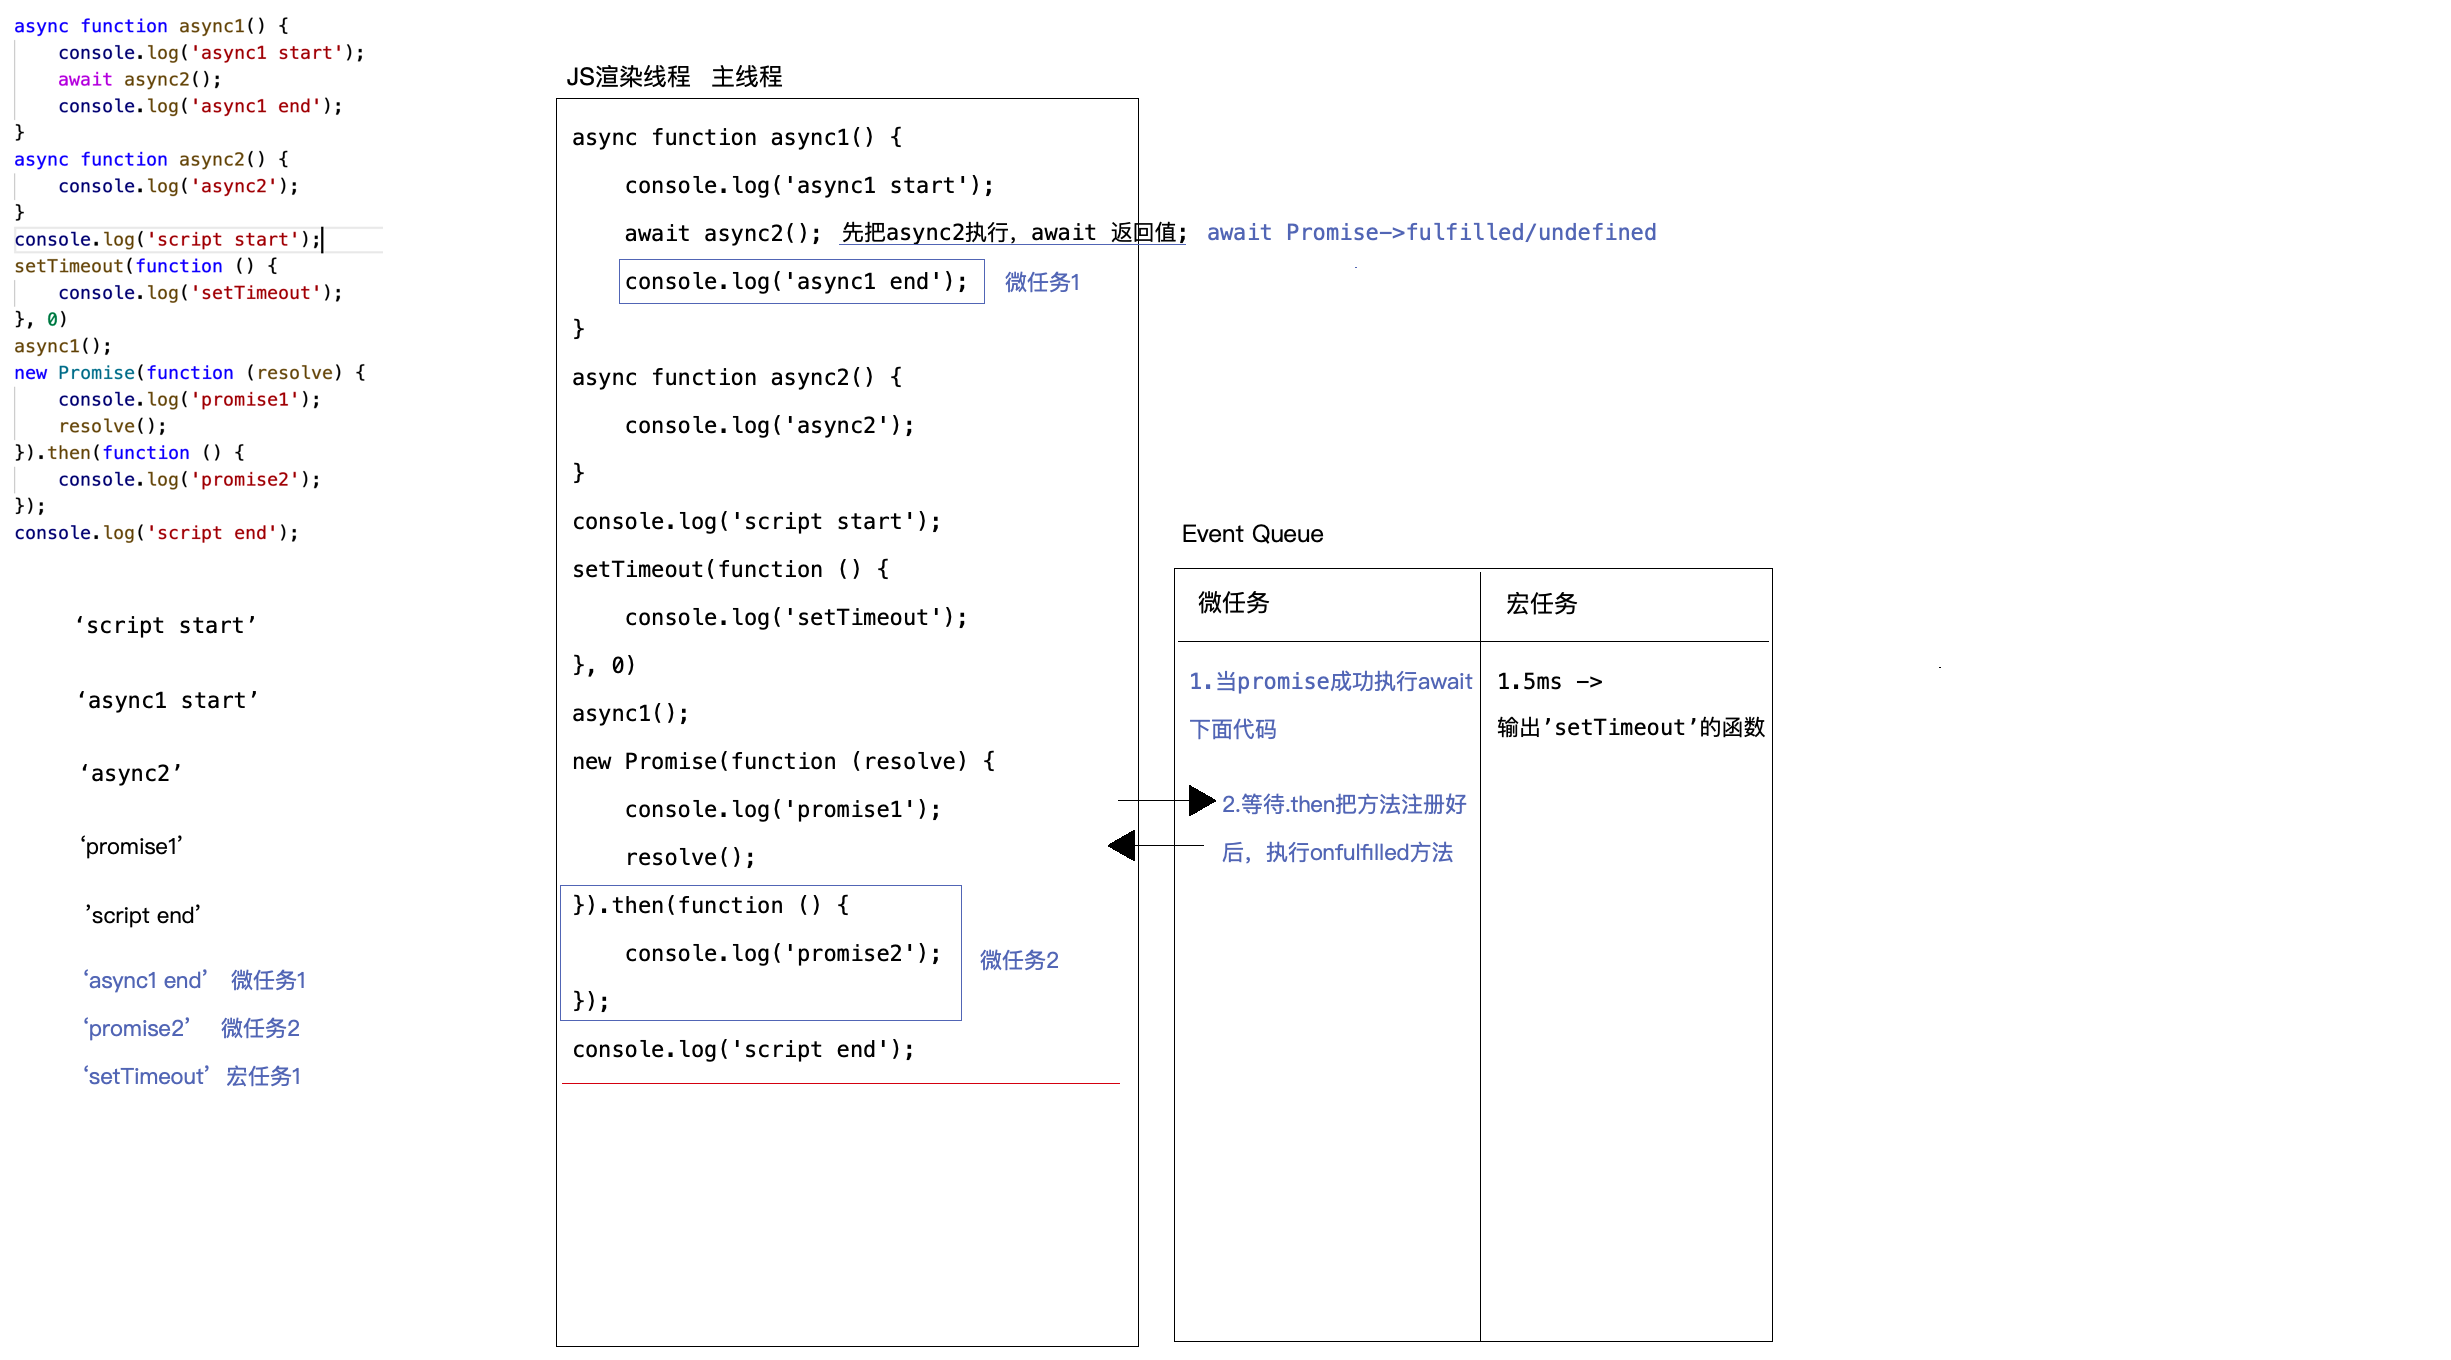 async function async1() {
    console.log('async1 start');
    await async2();
    console.log('async1 end');
}
async function async2() {
    console.log('async2');
}
console.log('script start');
setTimeout(function () {
    console.log('setTimeout');
}, 0)
async1();
new Promise(function (resolve) {
    console.log('promise1');
    resolve();
}).then(function () {
    console.log('promise2');
});
console.log('script end');
‘script start’
‘async1 start’
‘async2’
‘promise1’
’script end’
‘async1 end’ 微任务1
‘promise2’ 微任务2
‘setTimeout’ 宏任务1
JS渲染线程 主线程
async function async1() {
    console.log('async1 start');
    await async2(); 先把async2执行，await 返回值; await Promise->fulfilled/undefined
    console.log('async1 end'); 微任务1
}
async function async2() {
    console.log('async2');
}
console.log('script start');
setTimeout(function () {
    console.log('setTimeout');
}, 0)
async1();
new Promise(function (resolve) {
    console.log('promise1');
    resolve();
}).then(function () {
    console.log('promise2'); 微任务2
});
console.log('script end');
Event Queue
微任务
1.当promise成功执行await
下面代码
2.等待.then把方法注册好
后，执行onfulfilled方法
宏任务
1.5ms ->
输出’setTimeout’的函数